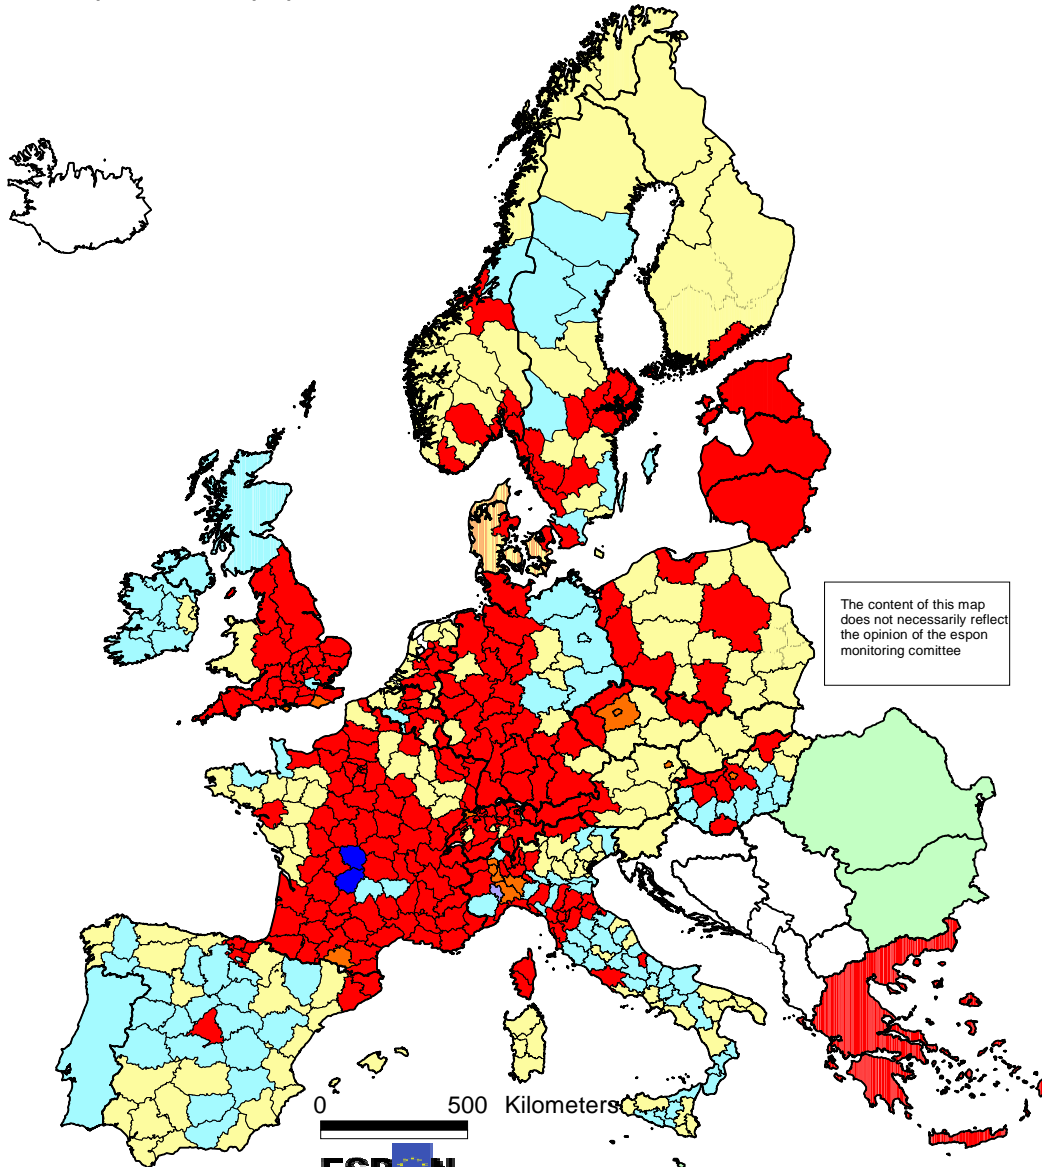 The content of this map
does not necessarily reflect
the opinion of the espon
monitoring comittee
0 500 Kilometers